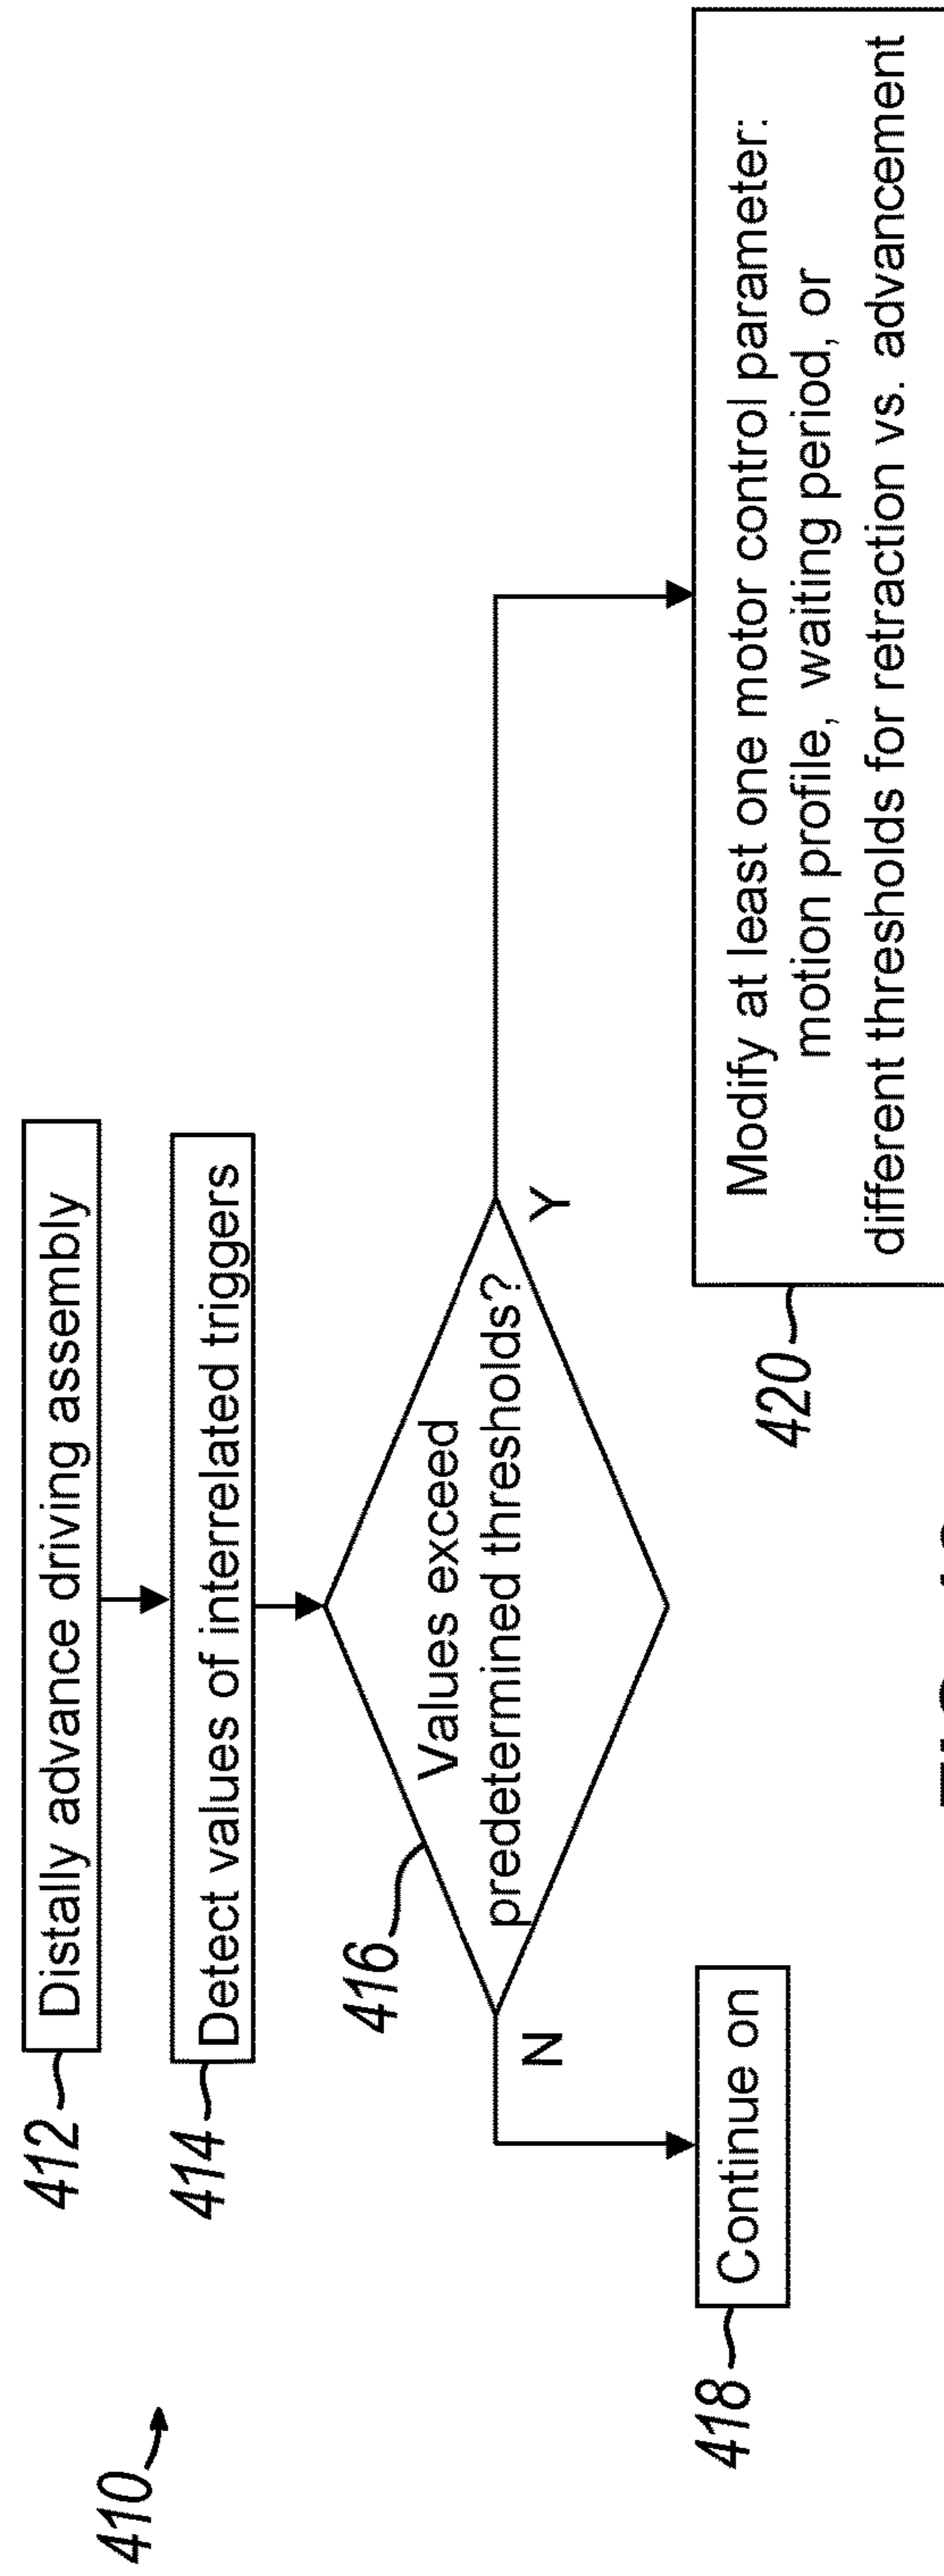 410
412
Distally advance driving assembly
414
Detect values of interrelated triggers
416
Values exceed
predetermined thresholds?
N
Y
418
Continue on
420
Modify at least one motor control parameter:
motion profile, waiting period, or
different thresholds for retraction vs. advancement